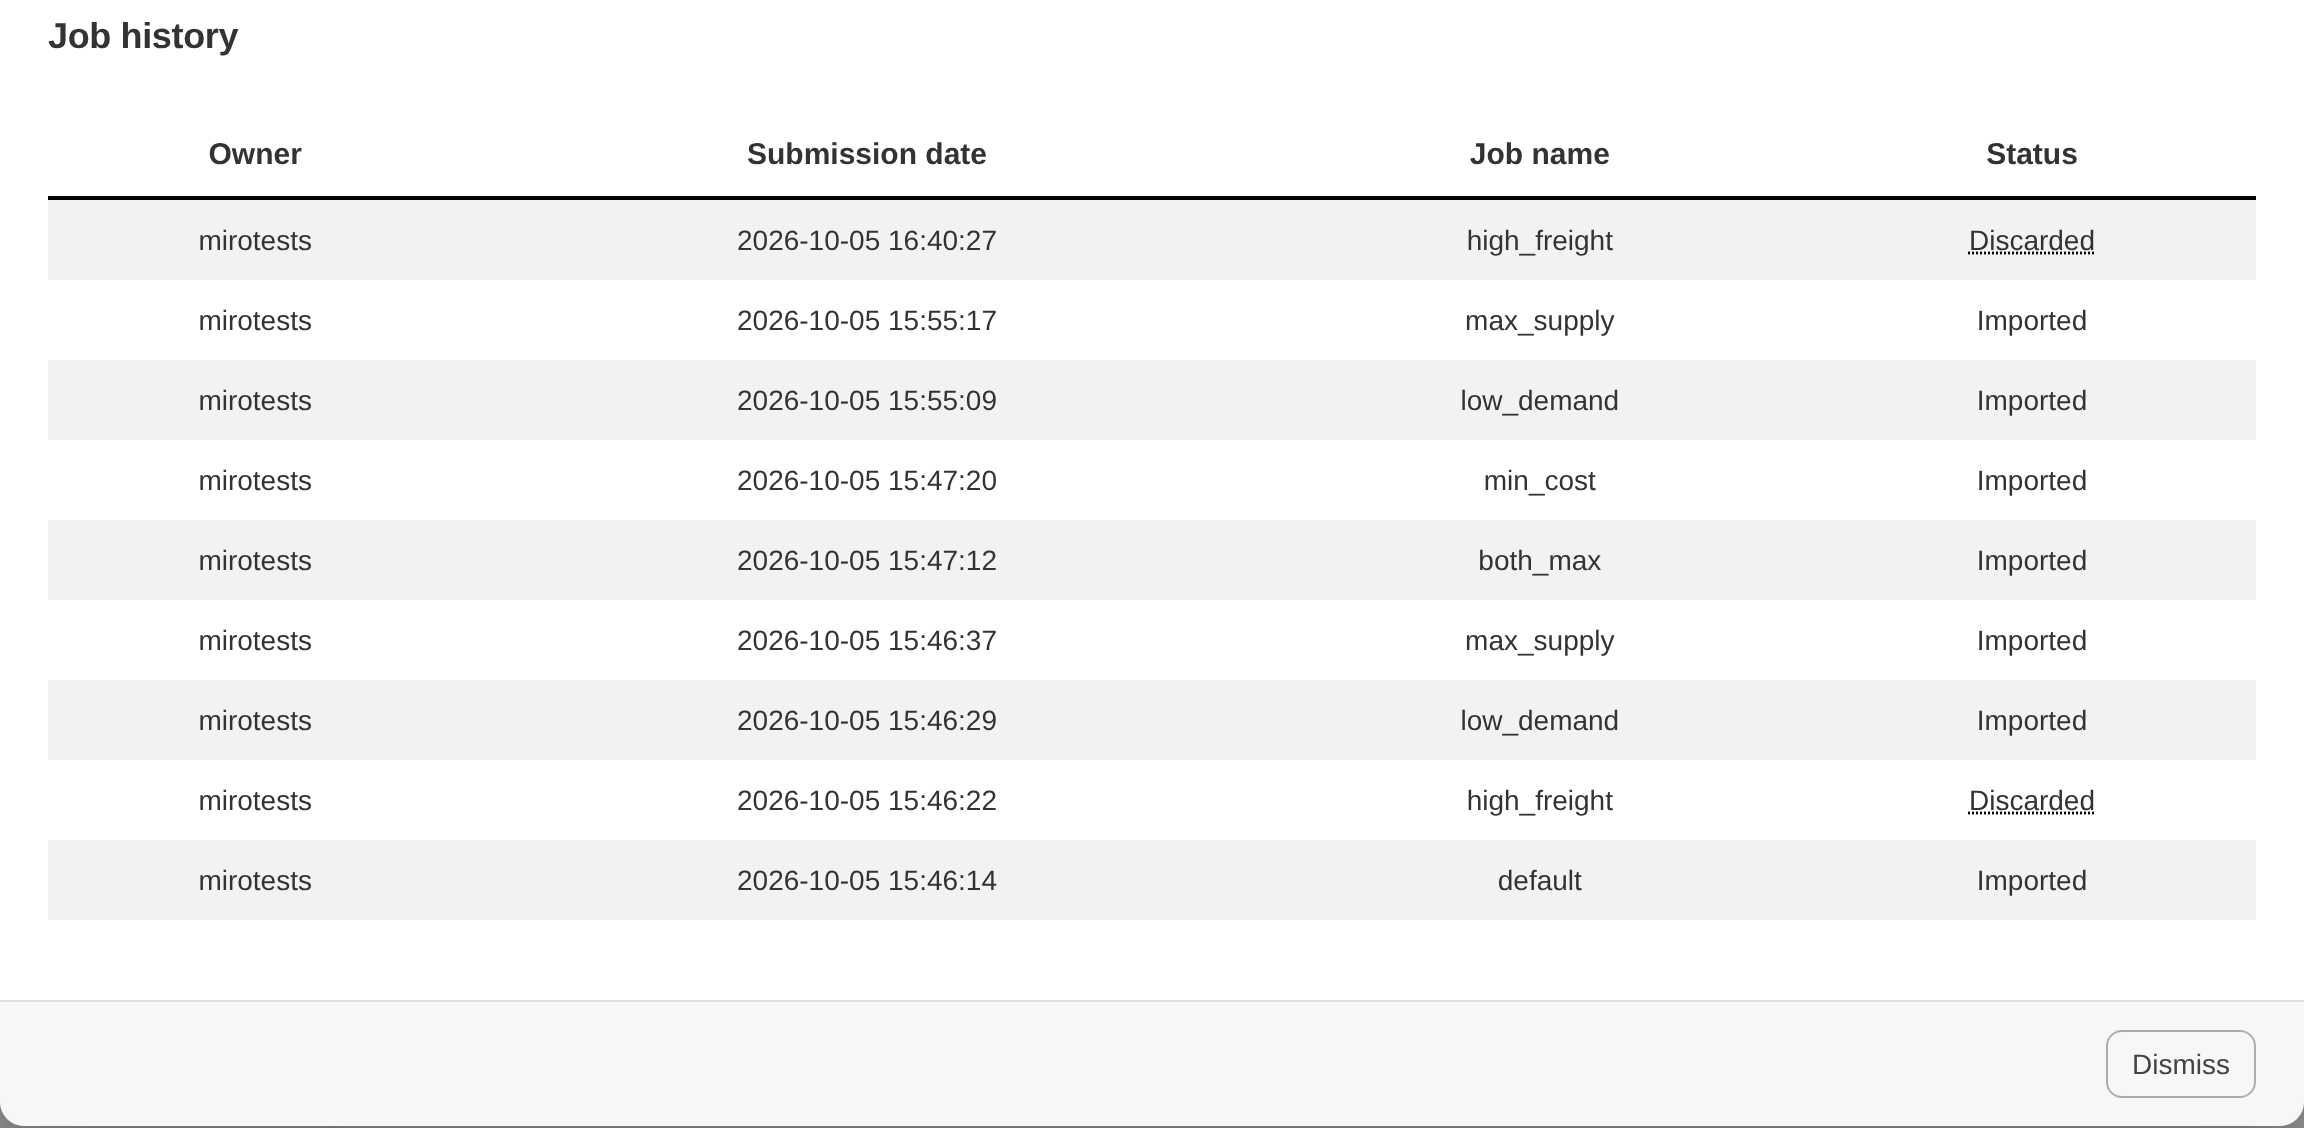 Job history
Owner Submission date Job name Status
mirotests 2026-10-05 16:40:27 high_freight Discarded
mirotests 2026-10-05 15:55:17 max_supply Imported
mirotests 2026-10-05 15:55:09 low_demand Imported
mirotests 2026-10-05 15:47:20 min_cost Imported
mirotests 2026-10-05 15:47:12 both_max Imported
mirotests 2026-10-05 15:46:37 max_supply Imported
mirotests 2026-10-05 15:46:29 low_demand Imported
mirotests 2026-10-05 15:46:22 high_freight Discarded
mirotests 2026-10-05 15:46:14 default Imported
Dismiss